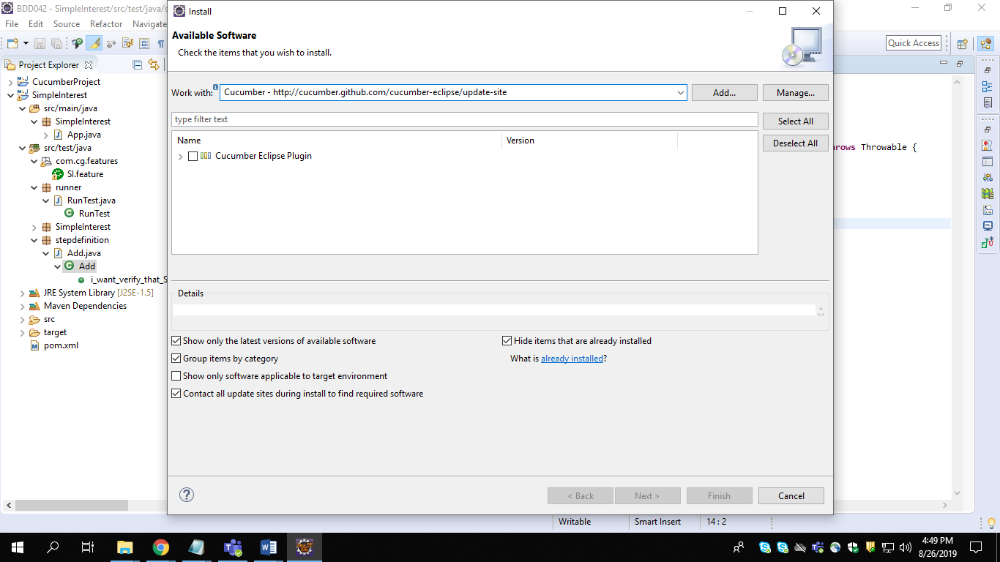 BDD042 - SimpleInterest/src/test/java/s
Install
File Edit Source Refactor Navigate
Available Software
Check the items that you wish to install.
Quick Access
Project Explorer
CucumberProject
SimpleInterest
src/main/java
SimpleInterest
App.java
src/test/java
com.cg.features
SI.feature
runner
RunTest.java
RunTest
SimpleInterest
stepdefinition
Add.java
Add
i_want_verify_that_S
JRE System Library [J2SE-1.5]
Maven Dependencies
src
target
pom.xml
Work with: Cucumber - http://cucumber.github.com/cucumber-eclipse/update-site Add... Manage...
type filter text
Select All
Name Version
Deselect All
Cucumber Eclipse Plugin
rows Throwable {
Details
Show only the latest versions of available software
Hide items that are already installed
Group items by category
What is already installed?
Show only software applicable to target environment
Contact all update sites during install to find required software
< Back Next > Finish Cancel
Writable Smart Insert 14 : 2
4:49 PM
8/26/2019